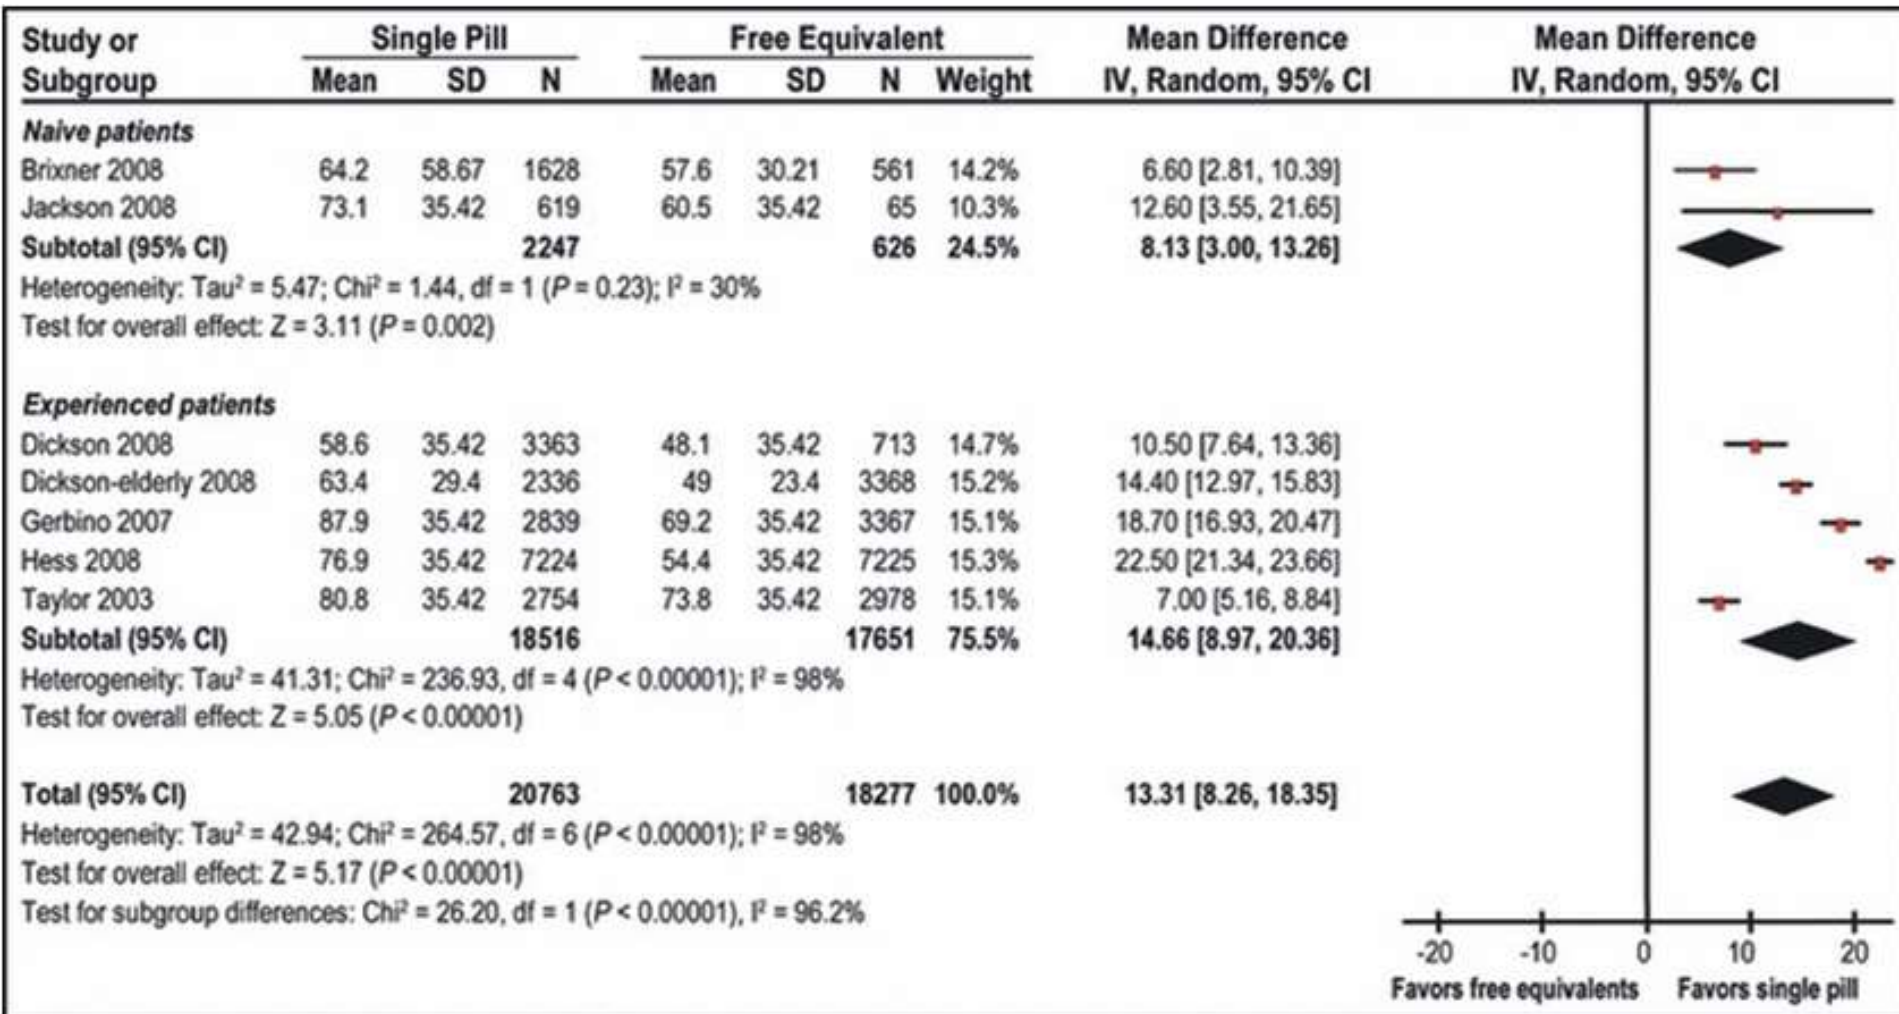 Study or Single Pill Free Equivalent Mean Difference Mean Difference
Subgroup Mean SD N Mean SD N Weight IV, Random, 95% CI IV, Random, 95% CI
Naive patients
Brixner 2008 64.2 58.67 1628 57.6 30.21 561 14.2% 6.60 [2.81, 10.39]
Jackson 2008 73.1 35.42 619 60.5 35.42 65 10.3% 12.60 [3.55, 21.65]
Subtotal (95% CI) 2247 626 24.5% 8.13 [3.00, 13.26]
Heterogeneity: Tau² = 5.47; Chi² = 1.44, df = 1 (P = 0.23); I² = 30%
Test for overall effect: Z = 3.11 (P = 0.002)
Experienced patients
Dickson 2008 58.6 35.42 3363 48.1 35.42 713 14.7% 10.50 [7.64, 13.36]
Dickson-elderly 2008 63.4 29.4 2336 49 23.4 3368 15.2% 14.40 [12.97, 15.83]
Gerbino 2007 87.9 35.42 2839 69.2 35.42 3367 15.1% 18.70 [16.93, 20.47]
Hess 2008 76.9 35.42 7224 54.4 35.42 7225 15.3% 22.50 [21.34, 23.66]
Taylor 2003 80.8 35.42 2754 73.8 35.42 2978 15.1% 7.00 [5.16, 8.84]
Subtotal (95% CI) 18516 17651 75.5% 14.66 [8.97, 20.36]
Heterogeneity: Tau² = 41.31; Chi² = 236.93, df = 4 (P < 0.00001); I² = 98%
Test for overall effect: Z = 5.05 (P < 0.00001)
Total (95% CI) 20763 18277 100.0% 13.31 [8.26, 18.35]
Heterogeneity: Tau² = 42.94; Chi² = 264.57, df = 6 (P < 0.00001); I² = 98%
Test for overall effect: Z = 5.17 (P < 0.00001)
Test for subgroup differences: Chi² = 26.20, df = 1 (P < 0.00001), I² = 96.2%
-20 -10 0 10 20
Favors free equivalents Favors single pill